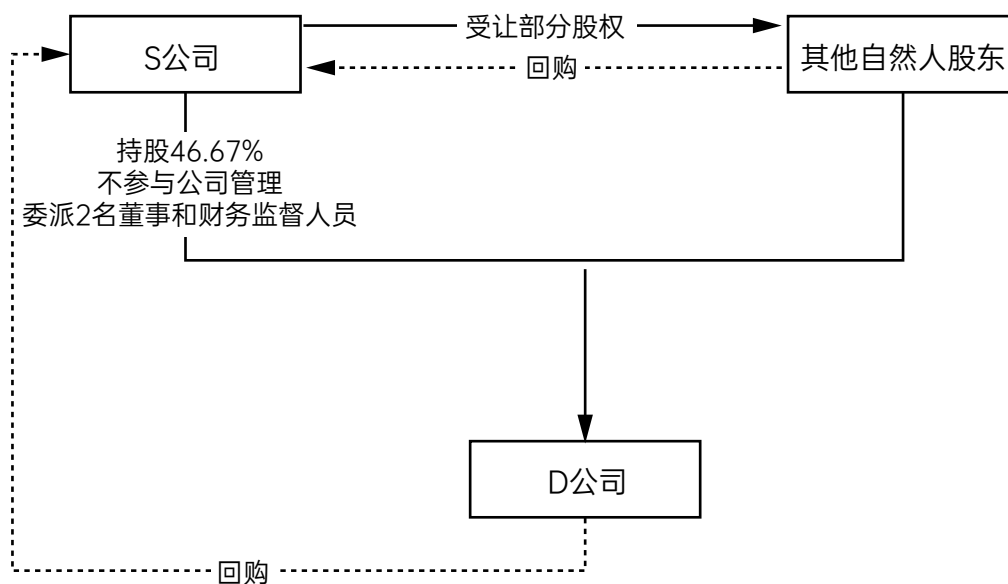 受让部分股权
S公司
其他自然人股东
回购
持股46.67%
不参与公司管理
委派2名董事和财务监督人员
D公司
回购